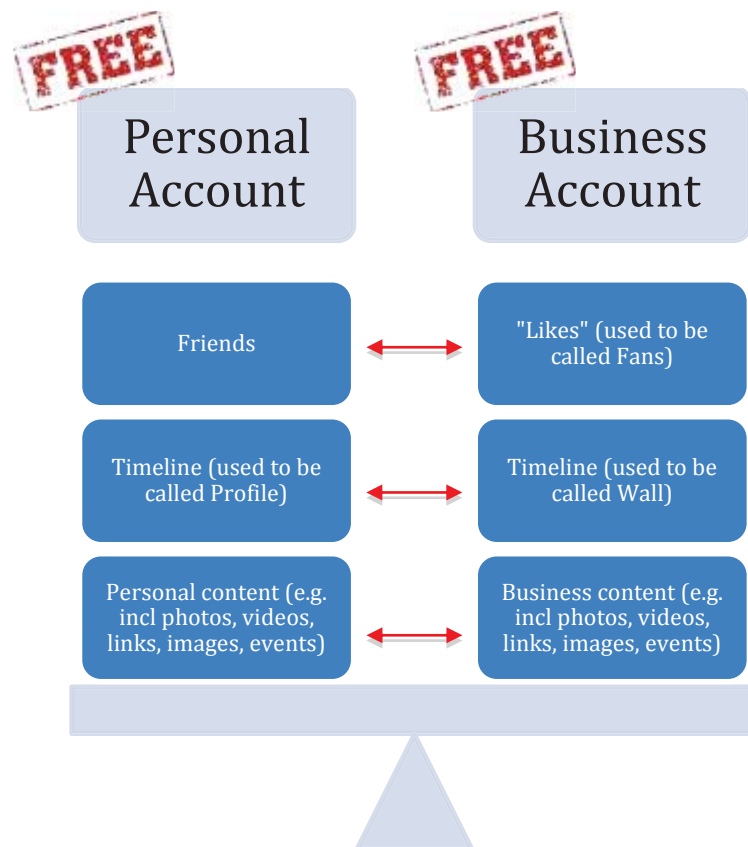 FREE
FREE
Personal
Account
Business
Account
Friends
"Likes" (used to be
called Fans)
Timeline (used to be
called Profile)
Timeline (used to be
called Wall)
Personal content (e.g.
incl photos, videos,
links, images, events)
Business content (e.g.
incl photos, videos,
links, images, events)